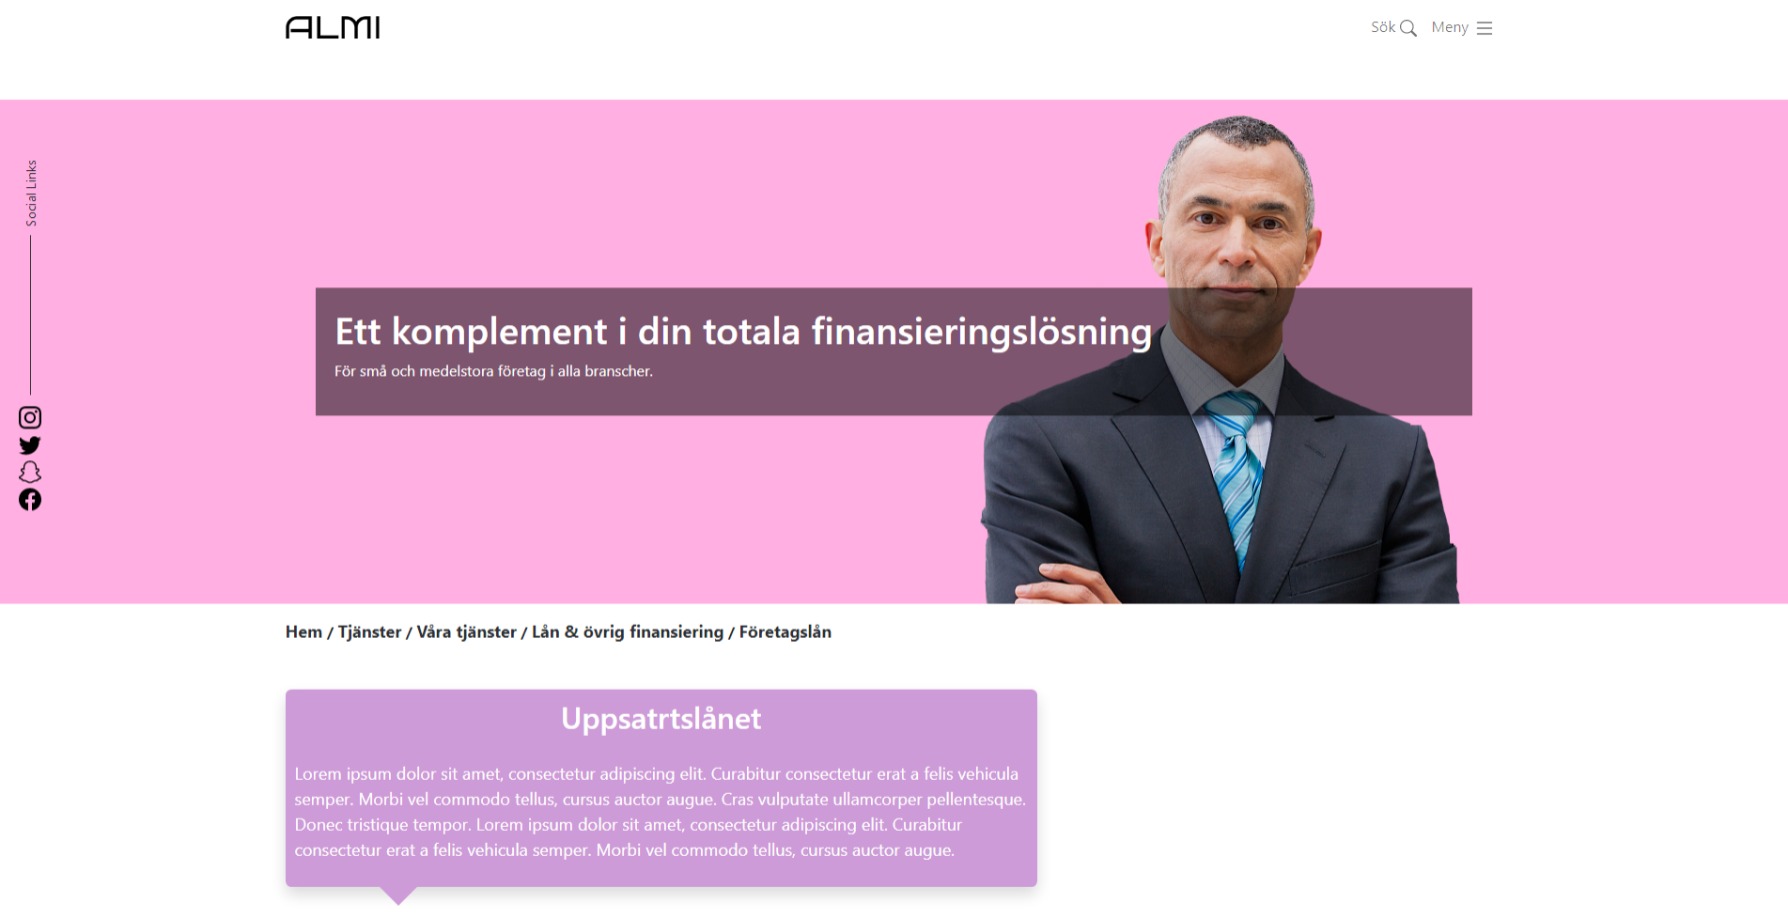 ALMI
Sök
Meny
Social Links
Ett komplement i din totala finansieringslösning
För små och medelstora företag i alla branscher.
Hem / Tjänster / Våra tjänster / Lån & övrig finansiering / Företagslån
Uppsatrtslånet
Lorem ipsum dolor sit amet, consectetur adipiscing elit. Curabitur consectetur erat a felis vehicula
semper. Morbi vel commodo tellus, cursus auctor augue. Cras vulputate ullamcorper pellentesque.
Donec tristique tempor. Lorem ipsum dolor sit amet, consectetur adipiscing elit. Curabitur
consectetur erat a felis vehicula semper. Morbi vel commodo tellus, cursus auctor augue.